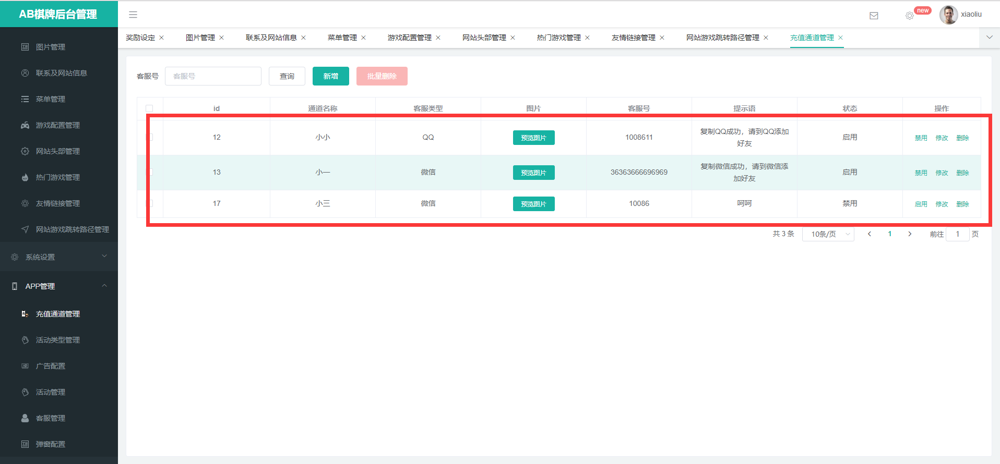 AB棋牌后台管理
new
xiaoliu
奖励设定
图片管理
联系及网站信息
菜单管理
游戏配置管理
网站头部管理
热门游戏管理
友情链接管理
网站游戏跳转路径管理
充值通道管理
图片管理
联系及网站信息
菜单管理
游戏配置管理
网站头部管理
热门游戏管理
友情链接管理
网站游戏跳转路径管理
系统设置
APP管理
充值通道管理
活动类型管理
广告配置
活动管理
客服管理
弹窗配置
客服号 客服号 查询 新增 批量删除
id 通道名称 客服类型 图片 客服号 提示语 状态 操作
12 小小 QQ 预览图片 1008611 复制QQ成功，请到QQ添加
好友 启用 禁用 修改 删除
13 小一 微信 预览图片 36363666696969 复制微信成功，请到微信添
加好友 启用 禁用 修改 删除
17 小三 微信 预览图片 10086 呵呵 禁用 启用 修改 删除
共 3 条 10条/页 1 前往 1 页